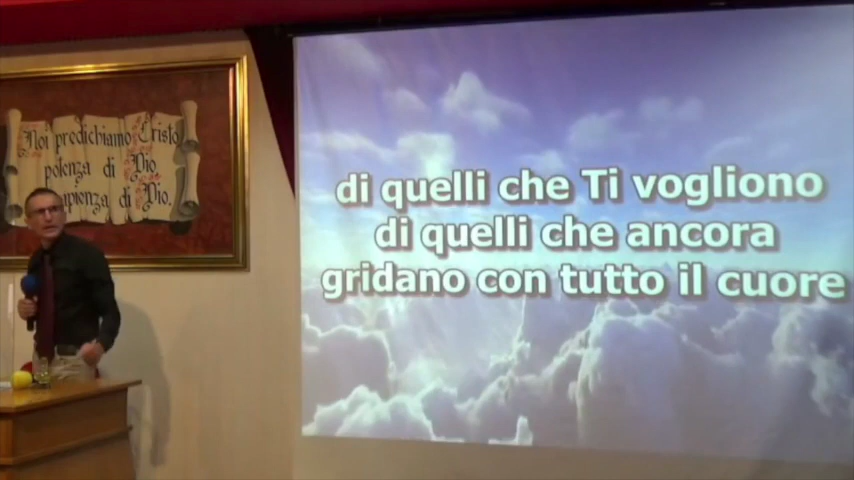 Noi predichiamo Cristo
potenza di Dio
sapienza di Dio.
di quelli che Ti vogliono
di quelli che ancora
gridano con tutto il cuore